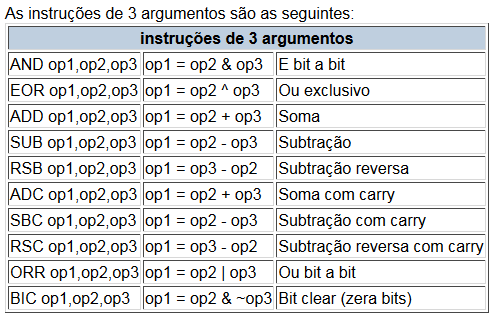 As instruções de 3 argumentos são as seguintes:
instruções de 3 argumentos
AND op1,op2,op3 op1 = op2 & op3 E bit a bit
EOR op1,op2,op3 op1 = op2 ^ op3 Ou exclusivo
ADD op1,op2,op3 op1 = op2 + op3 Soma
SUB op1,op2,op3 op1 = op2 - op3 Subtração
RSB op1,op2,op3 op1 = op3 - op2 Subtração reversa
ADC op1,op2,op3 op1 = op2 + op3 Soma com carry
SBC op1,op2,op3 op1 = op2 - op3 Subtração com carry
RSC op1,op2,op3 op1 = op3 - op2 Subtração reversa com carry
ORR op1,op2,op3 op1 = op2 | op3 Ou bit a bit
BIC op1,op2,op3 op1 = op2 & ~op3 Bit clear (zera bits)